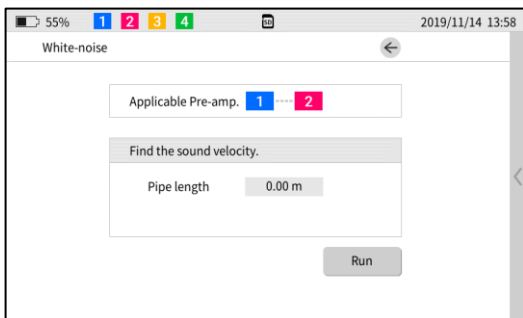 55% 1 2 3 4 SD 2019/11/14 13:58
White-noise
Applicable Pre-amp. 1 ---- 2
Find the sound velocity.
Pipe length 0.00 m
Run